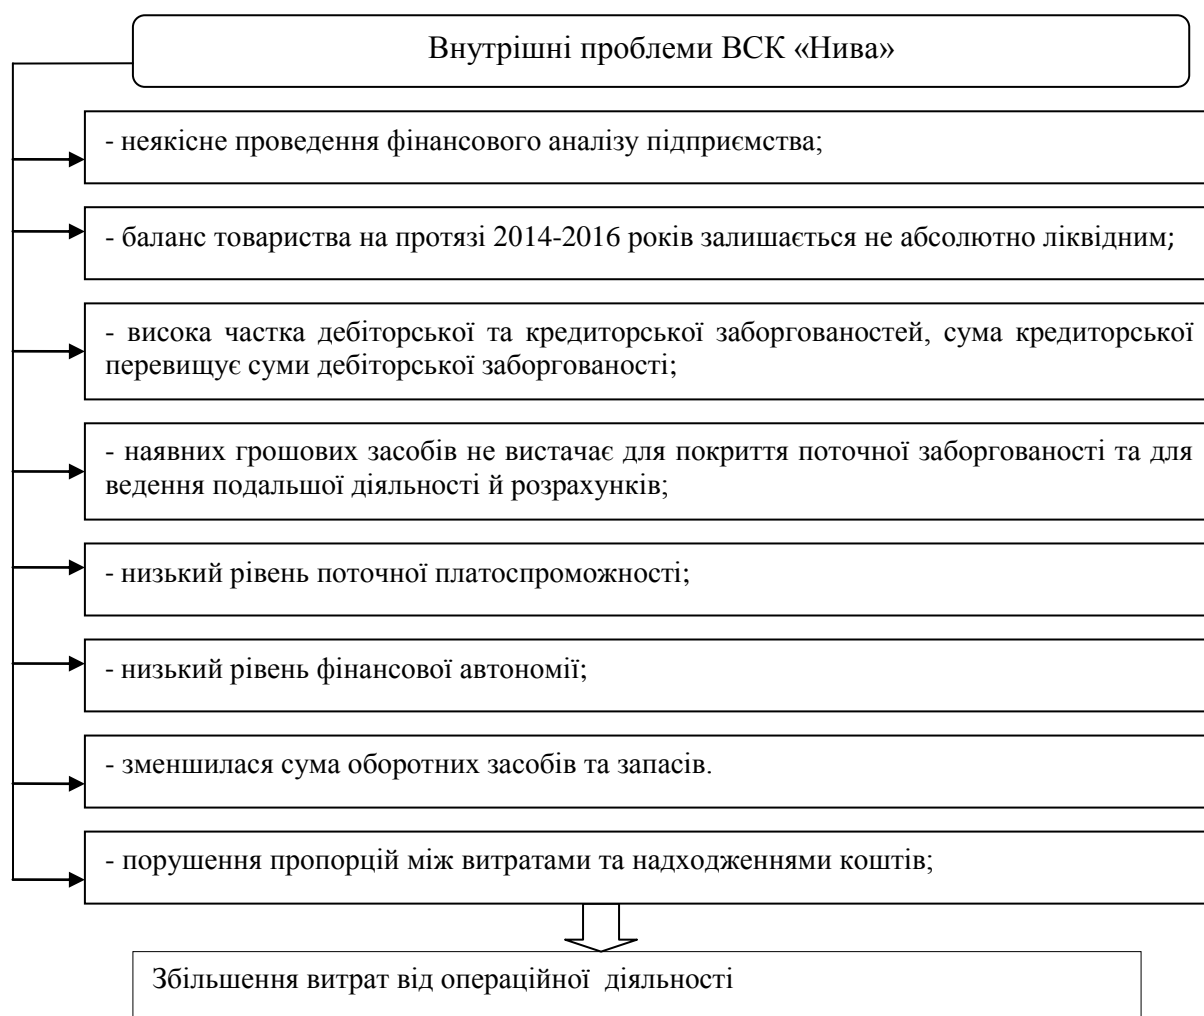 Внутрішні проблеми ВСК «Нива»
- неякісне проведення фінансового аналізу підприємства;
- баланс товариства на протязі 2014-2016 років залишається не абсолютно ліквідним;
- висока частка дебіторської та кредиторської заборгованостей, сума кредиторської
перевищує суми дебіторської заборгованості;
- наявних грошових засобів не вистачає для покриття поточної заборгованості та для
ведення подальшої діяльності й розрахунків;
- низький рівень поточної платоспроможності;
- низький рівень фінансової автономії;
- зменшилася сума оборотних засобів та запасів.
- порушення пропорцій між витратами та надходженнями коштів;
Збільшення витрат від операційної діяльності